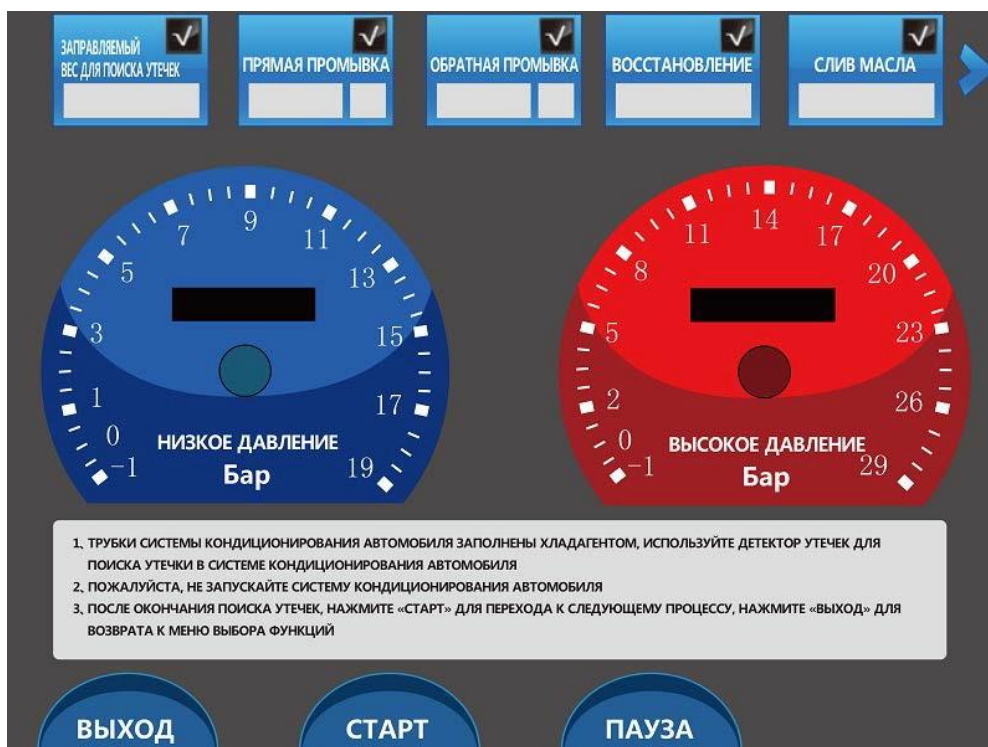 ЗАПРАВЛЯЕМЫЙ
ВЕС ДЛЯ ПОИСКА УТЕЧЕК
ПРЯМАЯ ПРОМЫВКА
ОБРАТНАЯ ПРОМЫВКА
ВОССТАНОВЛЕНИЕ
СЛИВ МАСЛА
-1
0
1
3
5
7
9
11
13
15
17
19
НИЗКОЕ ДАВЛЕНИЕ
Бар
-1
0
2
5
8
11
14
17
20
23
26
29
ВЫСОКОЕ ДАВЛЕНИЕ
Бар
1、ТРУБКИ СИСТЕМЫ КОНДИЦИОНИРОВАНИЯ АВТОМОБИЛЯ ЗАПОЛНЕНЫ ХЛАДАГЕНТОМ, ИСПОЛЬЗУЙТЕ ДЕТЕКТОР УТЕЧЕК ДЛЯ
ПОИСКА УТЕЧКИ В СИСТЕМЕ КОНДИЦИОНИРОВАНИЯ АВТОМОБИЛЯ
2、ПОЖАЛУЙСТА, НЕ ЗАПУСКАЙТЕ СИСТЕМУ КОНДИЦИОНИРОВАНИЯ АВТОМОБИЛЯ
3、ПОСЛЕ ОКОНЧАНИЯ ПОИСКА УТЕЧЕК, НАЖМИТЕ «СТАРТ» ДЛЯ ПЕРЕХОДА К СЛЕДУЮЩЕМУ ПРОЦЕССУ, НАЖМИТЕ «ВЫХОД» ДЛЯ
ВОЗВРАТА К МЕНЮ ВЫБОРА ФУНКЦИЙ
ВЫХОД
СТАРТ
ПАУЗА